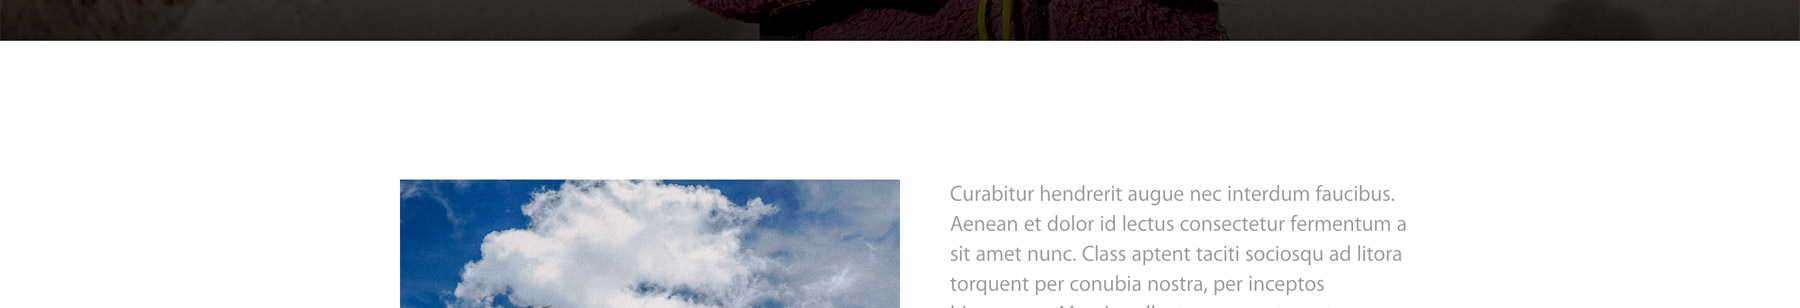 Curabitur hendrerit augue nec interdum faucibus.
Aenean et dolor id lectus consectetur fermentum a
sit amet nunc. Class aptent taciti sociosqu ad litora
torquent per conubia nostra, per inceptos